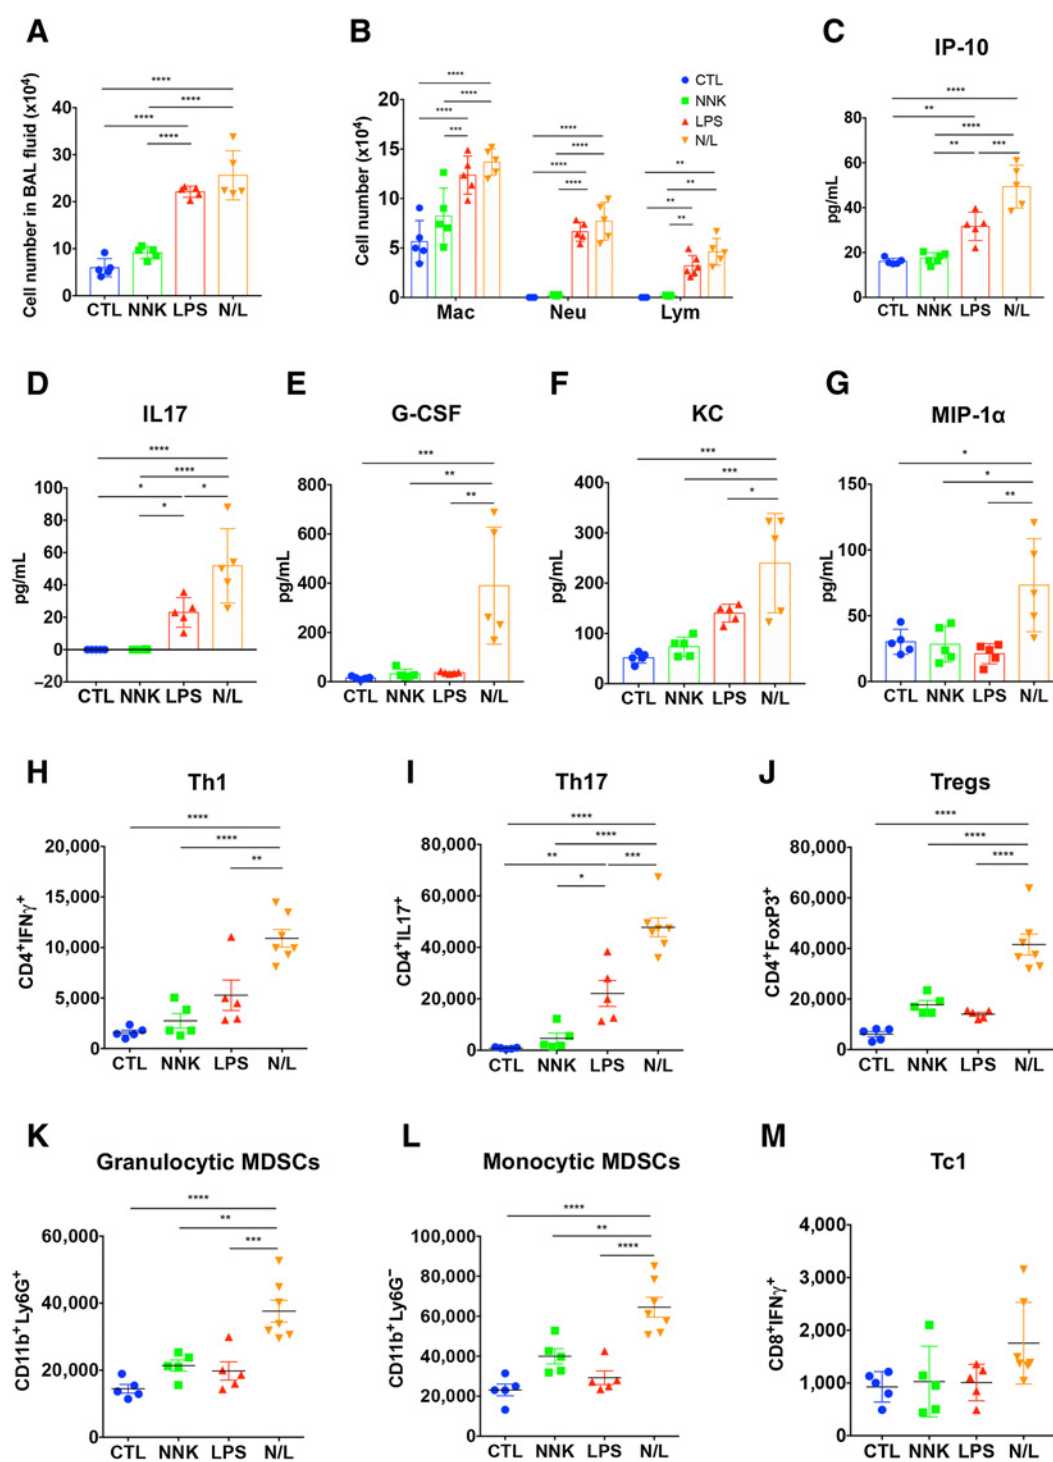 A
Cell number in BAL fluid (x10⁴)
40
30
20
10
0
**** **** **** ****
CTL NNK LPS N/L
B
Cell number (x10⁴)
20
15
10
5
0
**** **** **** ***
**** **** **** ****
** ** ** **
CTL
NNK
LPS
N/L
Mac Neu Lym
C
IP-10
pg/mL
80
60
40
20
0
**** ** **** ** ***
CTL NNK LPS N/L
D
IL17
pg/mL
100
80
60
40
20
0
–20
**** **** * * *
CTL NNK LPS N/L
E
G-CSF
pg/mL
800
600
400
200
0
*** ** **
CTL NNK LPS N/L
F
KC
pg/mL
400
300
200
100
0
*** *** *
CTL NNK LPS N/L
G
MIP-1α
pg/mL
150
100
50
0
* * **
CTL NNK LPS N/L
H
Th1
CD4⁺IFNγ⁺
20,000
15,000
10,000
5,000
0
**** **** **
CTL NNK LPS N/L
I
Th17
CD4⁺IL17⁺
80,000
60,000
40,000
20,000
0
**** **** ** *** *
CTL NNK LPS N/L
J
Tregs
CD4⁺FoxP3⁺
80,000
60,000
40,000
20,000
0
**** **** ****
CTL NNK LPS N/L
K
Granulocytic MDSCs
CD11b⁺Ly6G⁺
60,000
40,000
20,000
0
**** ** ***
CTL NNK LPS N/L
L
Monocytic MDSCs
CD11b⁺Ly6G⁻
100,000
80,000
60,000
40,000
20,000
0
**** ** ****
CTL NNK LPS N/L
M
Tc1
CD8⁺IFNγ⁺
4,000
3,000
2,000
1,000
0
CTL NNK LPS N/L